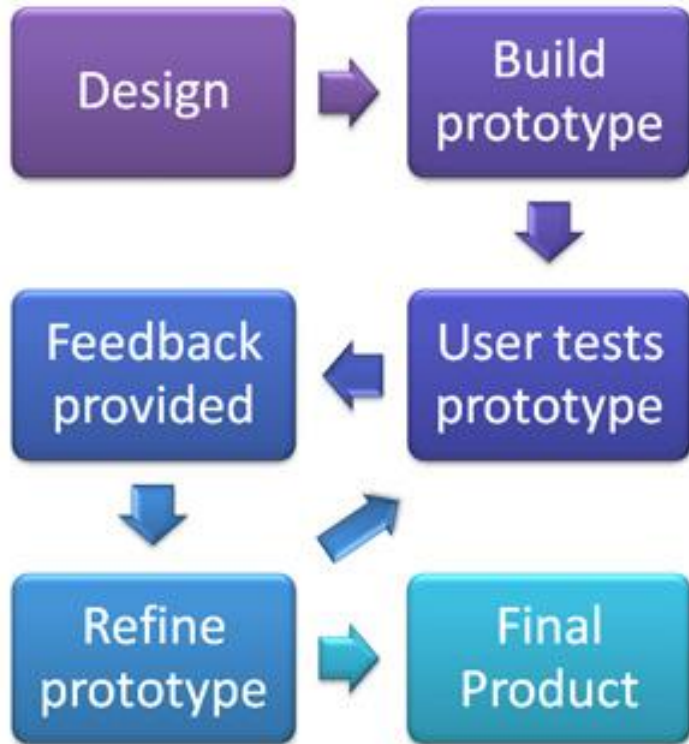 Design
Build
prototype
User tests
prototype
Feedback
provided
Refine
prototype
Final
Product